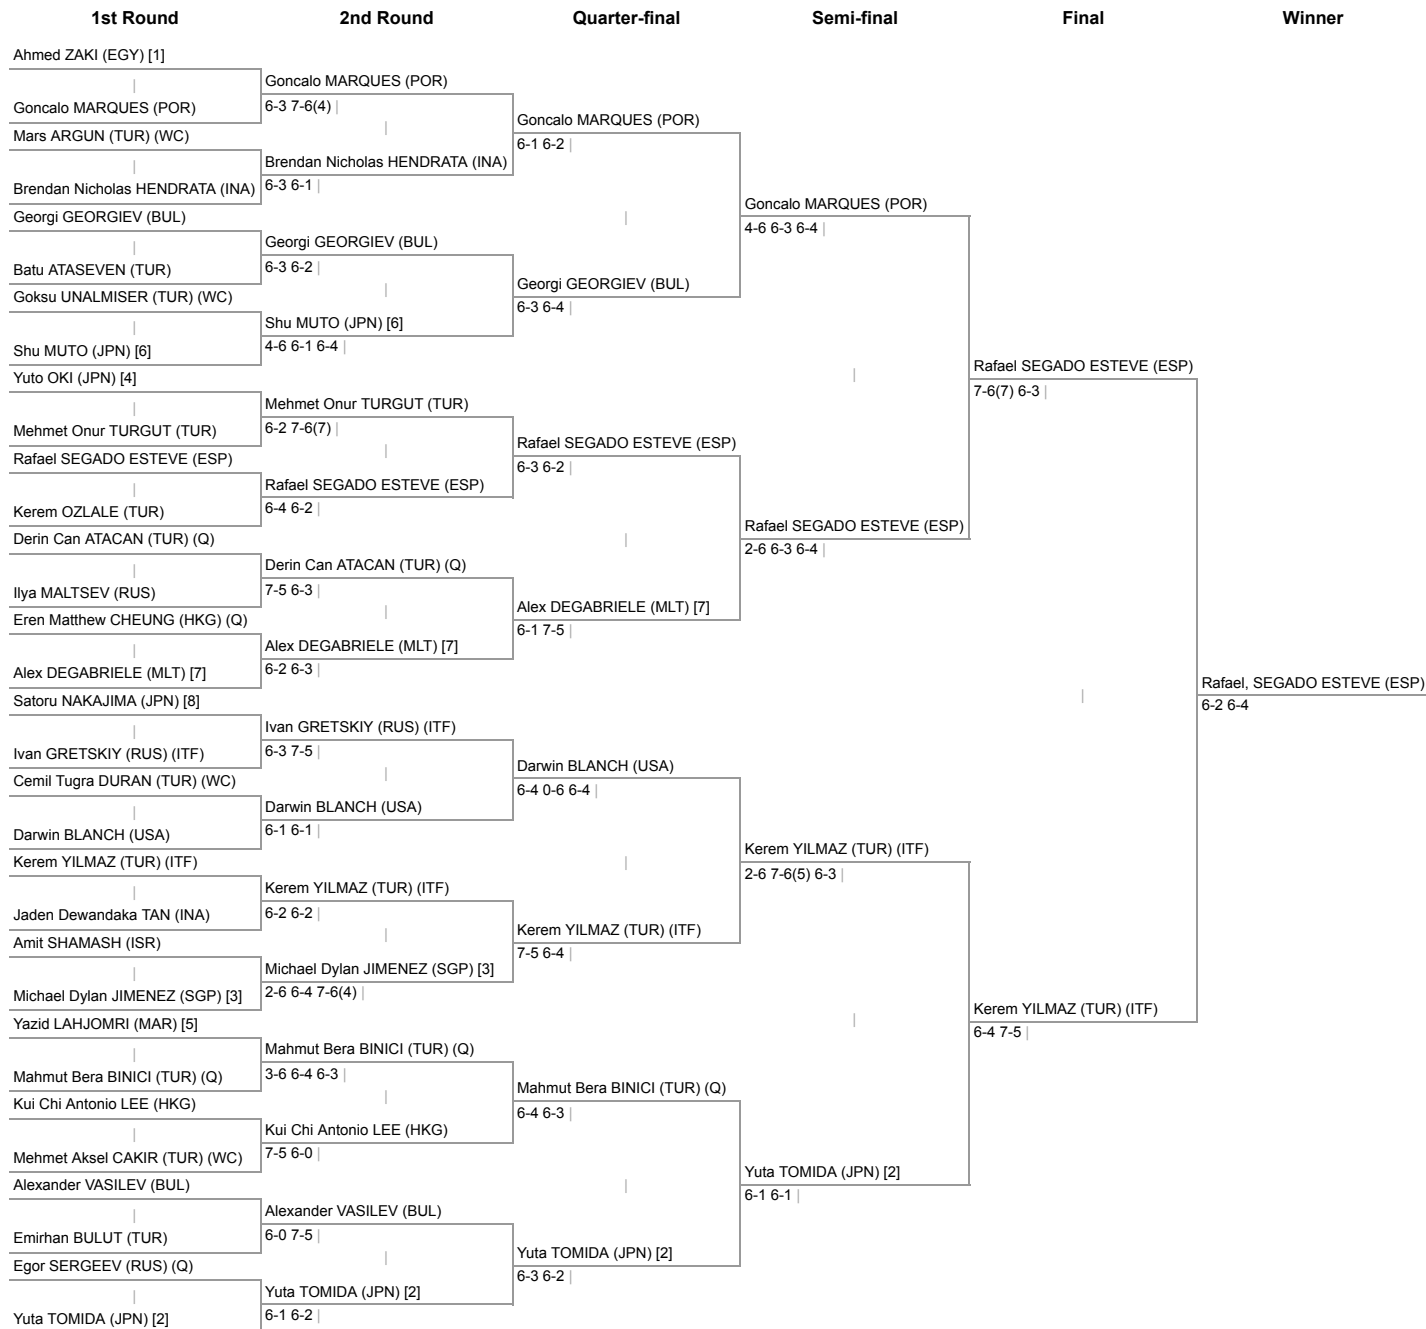 1st Round 2nd Round Quarter-final Semi-final Final Winner
Ahmed ZAKI (EGY) [1]
Goncalo MARQUES (POR)
Goncalo MARQUES (POR)
6-3 7-6(4)
Goncalo MARQUES (POR)
6-1 6-2
Mars ARGUN (TUR) (WC)
Brendan Nicholas HENDRATA (INA)
Brendan Nicholas HENDRATA (INA)
6-3 6-1
Goncalo MARQUES (POR)
4-6 6-3 6-4
Georgi GEORGIEV (BUL)
Georgi GEORGIEV (BUL)
6-3 6-2
Batu ATASEVEN (TUR)
Georgi GEORGIEV (BUL)
6-3 6-4
Goksu UNALMISER (TUR) (WC)
Shu MUTO (JPN) [6]
4-6 6-1 6-4
Shu MUTO (JPN) [6]
Rafael SEGADO ESTEVE (ESP)
7-6(7) 6-3
Yuto OKI (JPN) [4]
Mehmet Onur TURGUT (TUR)
6-2 7-6(7)
Mehmet Onur TURGUT (TUR)
Rafael SEGADO ESTEVE (ESP)
6-3 6-2
Rafael SEGADO ESTEVE (ESP)
Rafael SEGADO ESTEVE (ESP)
6-4 6-2
Kerem OZLALE (TUR)
Rafael SEGADO ESTEVE (ESP)
2-6 6-3 6-4
Derin Can ATACAN (TUR) (Q)
Derin Can ATACAN (TUR) (Q)
7-5 6-3
Ilya MALTSEV (RUS)
Alex DEGABRIELE (MLT) [7]
6-1 7-5
Eren Matthew CHEUNG (HKG) (Q)
Alex DEGABRIELE (MLT) [7]
6-2 6-3
Alex DEGABRIELE (MLT) [7]
Rafael, SEGADO ESTEVE (ESP)
6-2 6-4
Satoru NAKAJIMA (JPN) [8]
Ivan GRETSKIY (RUS) (ITF)
6-3 7-5
Ivan GRETSKIY (RUS) (ITF)
Darwin BLANCH (USA)
6-4 0-6 6-4
Cemil Tugra DURAN (TUR) (WC)
Darwin BLANCH (USA)
6-1 6-1
Darwin BLANCH (USA)
Kerem YILMAZ (TUR) (ITF)
2-6 7-6(5) 6-3
Kerem YILMAZ (TUR) (ITF)
Kerem YILMAZ (TUR) (ITF)
6-2 6-2
Jaden Dewandaka TAN (INA)
Kerem YILMAZ (TUR) (ITF)
7-5 6-4
Amit SHAMASH (ISR)
Michael Dylan JIMENEZ (SGP) [3]
2-6 6-4 7-6(4)
Michael Dylan JIMENEZ (SGP) [3]
Kerem YILMAZ (TUR) (ITF)
6-4 7-5
Yazid LAHJOMRI (MAR) [5]
Mahmut Bera BINICI (TUR) (Q)
3-6 6-4 6-3
Mahmut Bera BINICI (TUR) (Q)
Mahmut Bera BINICI (TUR) (Q)
6-4 6-3
Kui Chi Antonio LEE (HKG)
Kui Chi Antonio LEE (HKG)
7-5 6-0
Mehmet Aksel CAKIR (TUR) (WC)
Yuta TOMIDA (JPN) [2]
6-1 6-1
Alexander VASILEV (BUL)
Alexander VASILEV (BUL)
6-0 7-5
Emirhan BULUT (TUR)
Yuta TOMIDA (JPN) [2]
6-3 6-2
Egor SERGEEV (RUS) (Q)
Yuta TOMIDA (JPN) [2]
6-1 6-2
Yuta TOMIDA (JPN) [2]